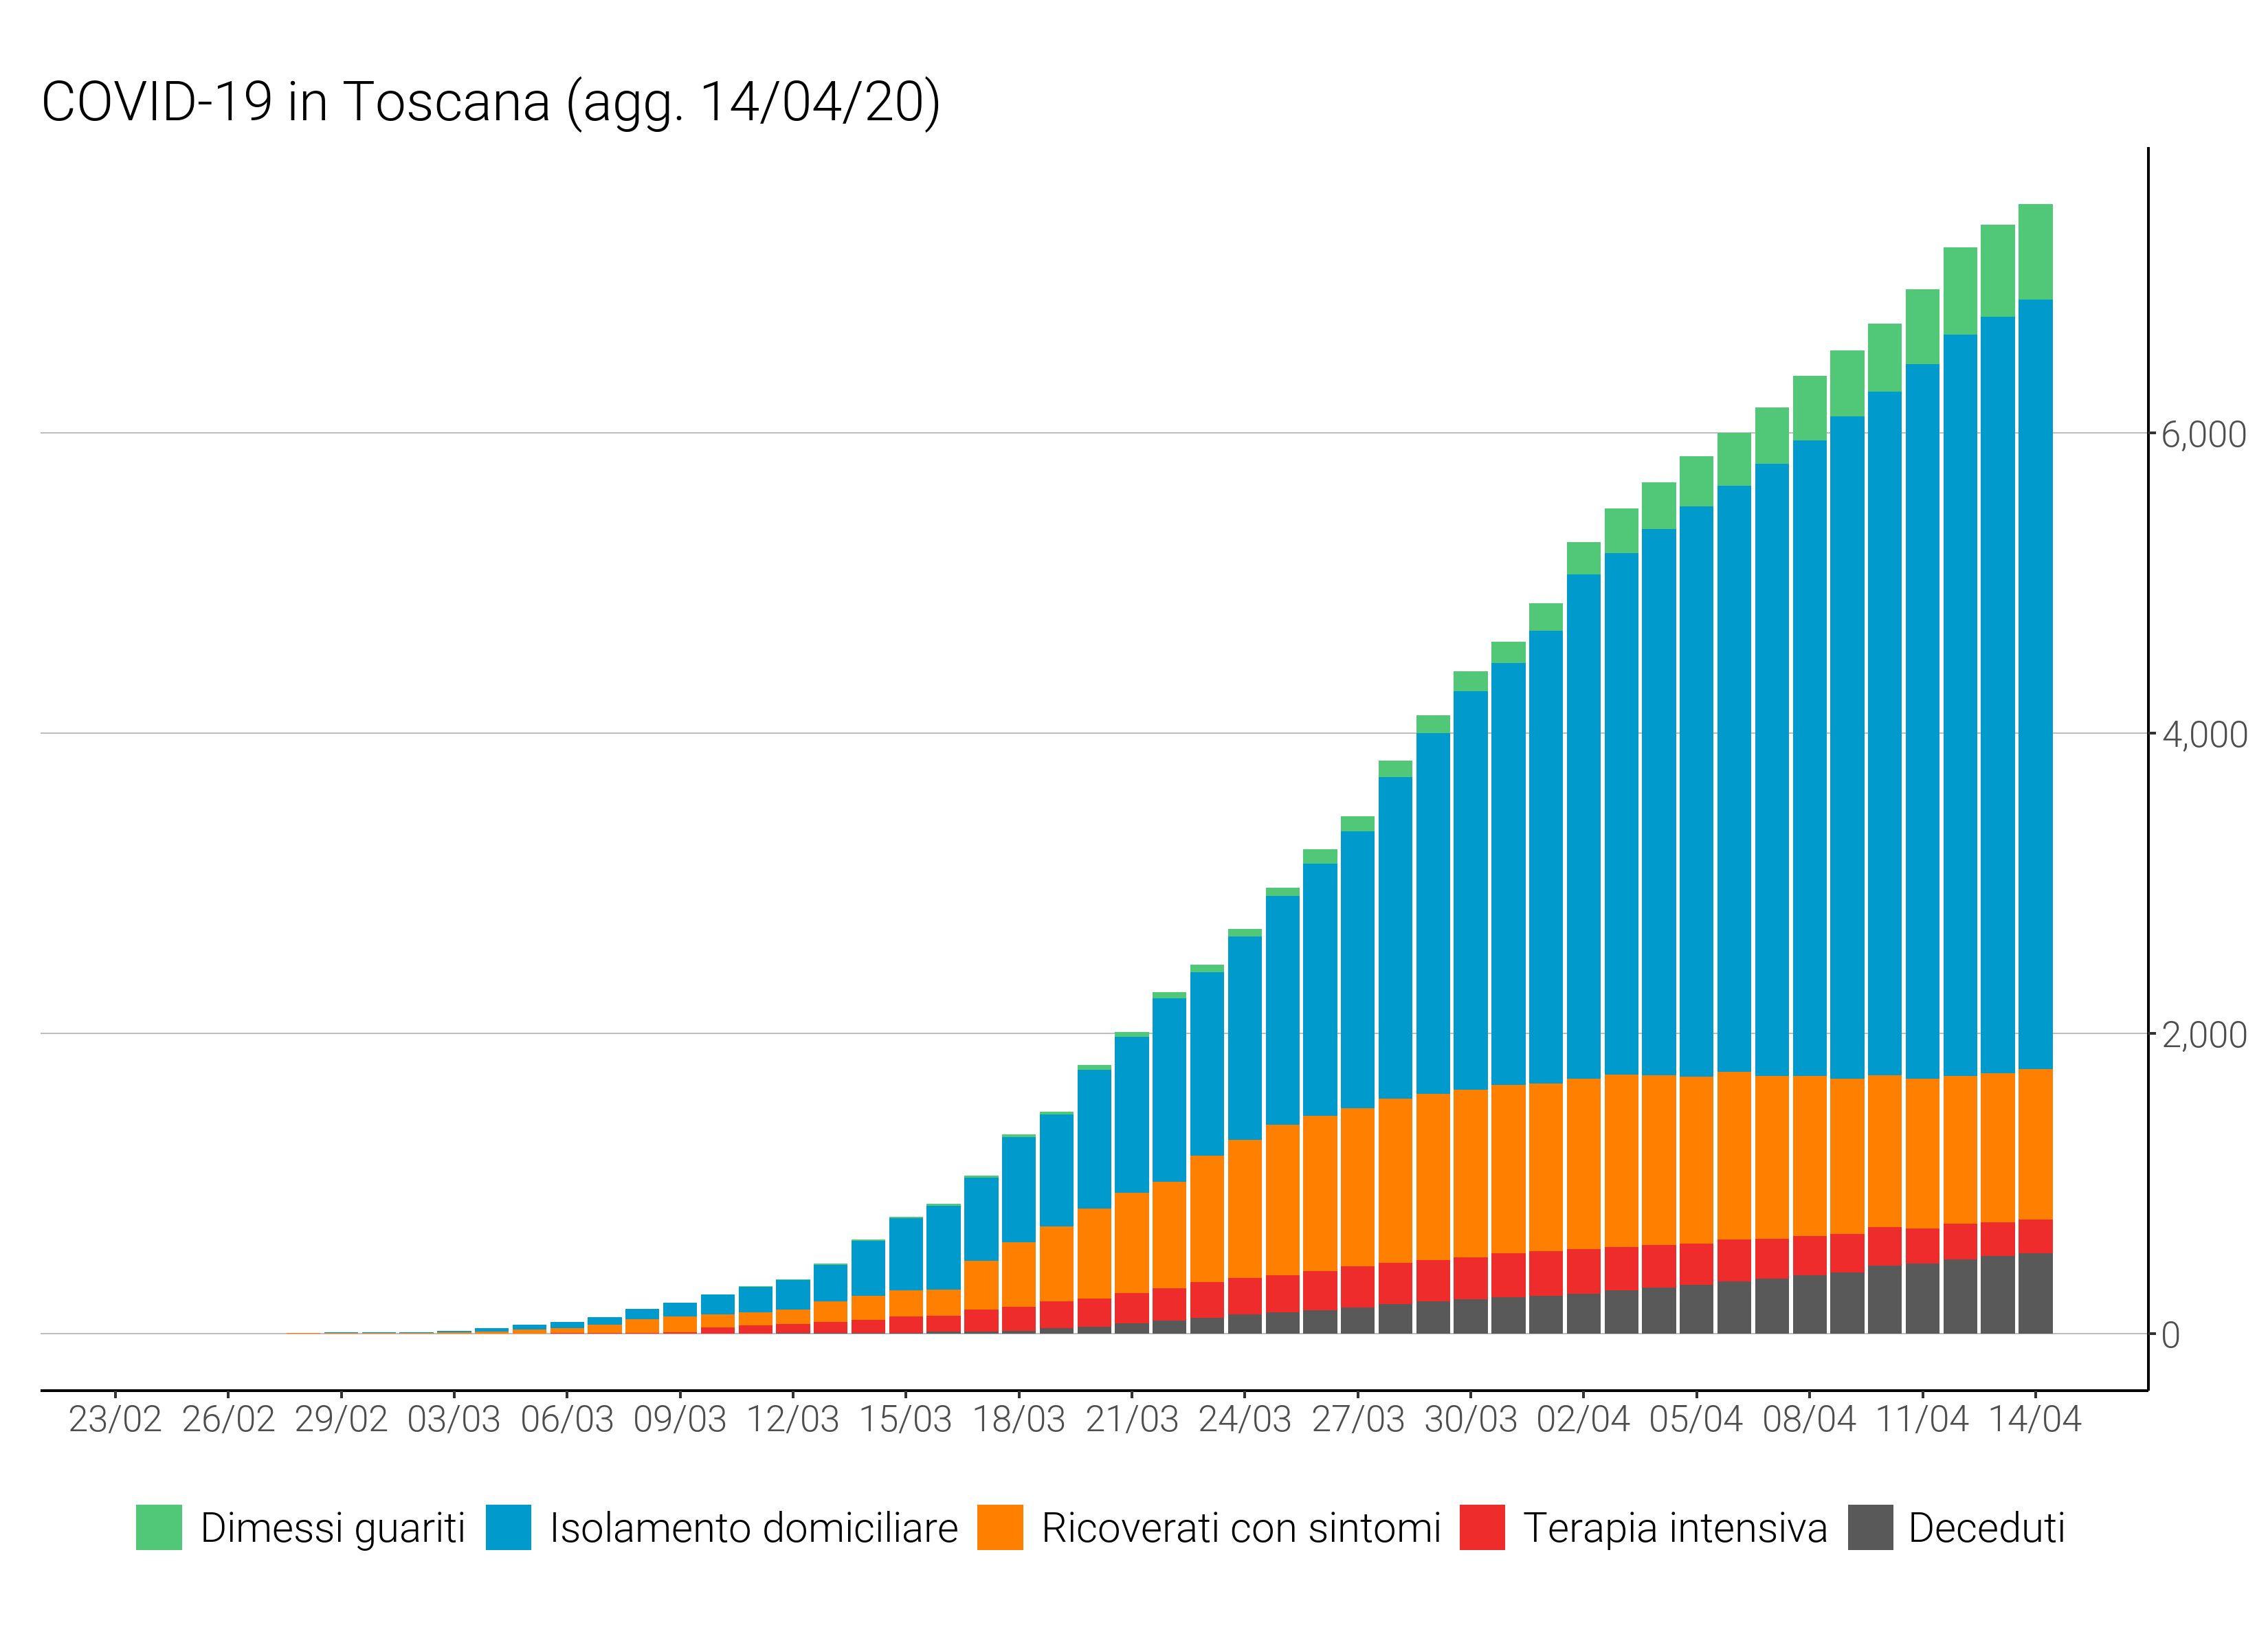 COVID-19 in Toscana (agg. 14/04/20)
6,000
4,000
2,000
0
23/02 26/02 29/02 03/03 06/03 09/03 12/03 15/03 18/03 21/03 24/03 27/03 30/03 02/04 05/04 08/04 11/04 14/04
Dimessi guariti Isolamento domiciliare Ricoverati con sintomi Terapia intensiva Deceduti